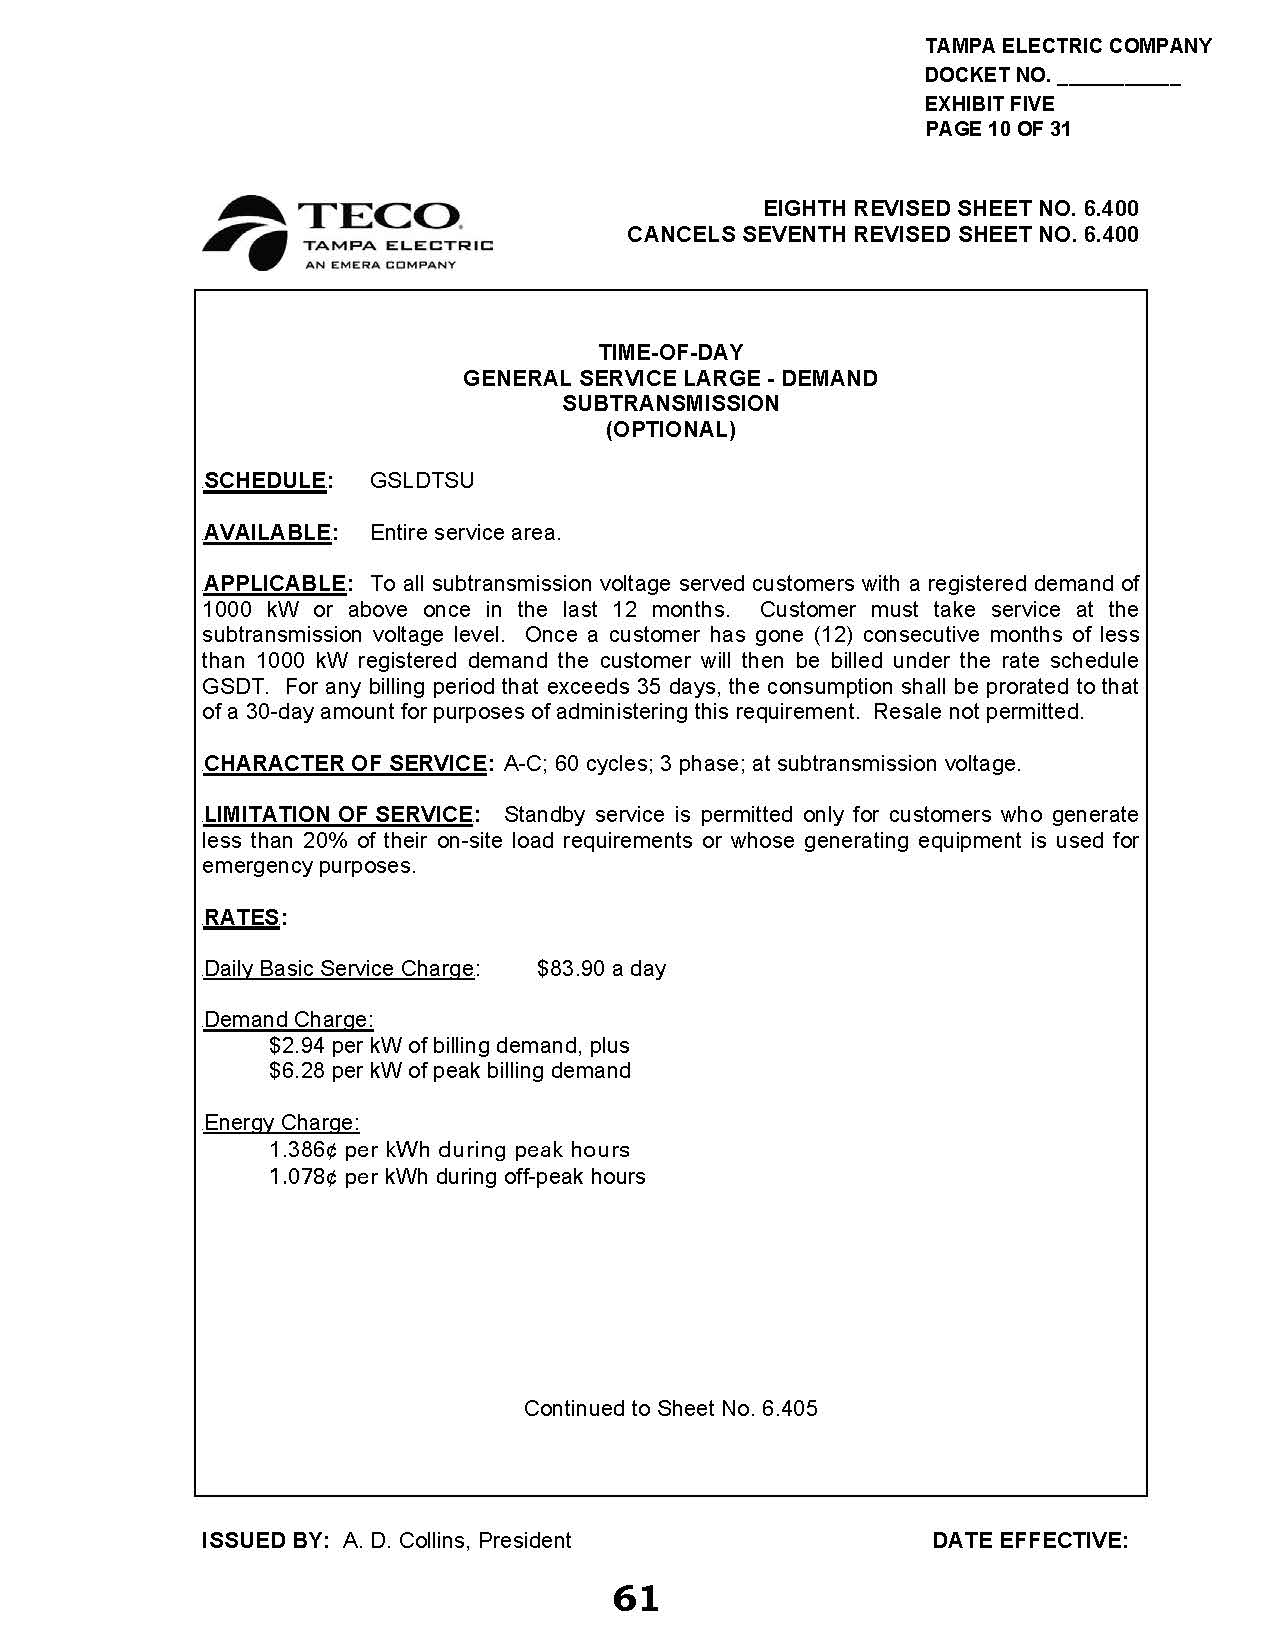 TAMPA ELECTRIC COMPANY
DOCKET NO. ___________
EXHIBIT FIVE
PAGE 10 OF 31
TECO.
TAMPA ELECTRIC
AN EMERA COMPANY
EIGHTH REVISED SHEET NO. 6.400
CANCELS SEVENTH REVISED SHEET NO. 6.400
TIME-OF-DAY
GENERAL SERVICE LARGE - DEMAND
SUBTRANSMISSION
(OPTIONAL)
SCHEDULE: GSLDTSU
AVAILABLE: Entire service area.
APPLICABLE: To all subtransmission voltage served customers with a registered demand of
1000 kW or above once in the last 12 months. Customer must take service at the
subtransmission voltage level. Once a customer has gone (12) consecutive months of less
than 1000 kW registered demand the customer will then be billed under the rate schedule
GSDT. For any billing period that exceeds 35 days, the consumption shall be prorated to that
of a 30-day amount for purposes of administering this requirement. Resale not permitted.
CHARACTER OF SERVICE: A-C; 60 cycles; 3 phase; at subtransmission voltage.
LIMITATION OF SERVICE: Standby service is permitted only for customers who generate
less than 20% of their on-site load requirements or whose generating equipment is used for
emergency purposes.
RATES:
Daily Basic Service Charge: $83.90 a day
Demand Charge:
$2.94 per kW of billing demand, plus
$6.28 per kW of peak billing demand
Energy Charge:
1.386¢ per kWh during peak hours
1.078¢ per kWh during off-peak hours
Continued to Sheet No. 6.405
ISSUED BY: A. D. Collins, President
DATE EFFECTIVE:
61